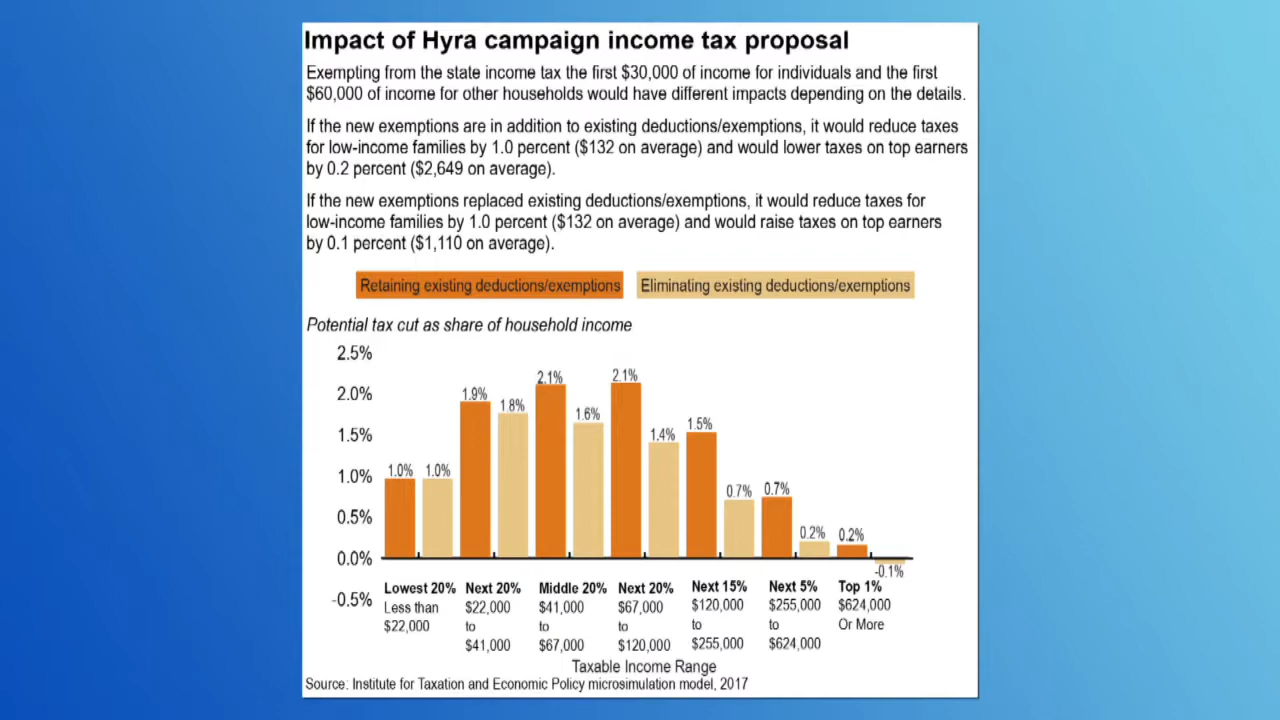 Impact of Hyra campaign income tax proposal
Exempting from the state income tax the first $30,000 of income for individuals and the first
$60,000 of income for other households would have different impacts depending on the details.
If the new exemptions are in addition to existing deductions/exemptions, it would reduce taxes
for low-income families by 1.0 percent ($132 on average) and would lower taxes on top earners
by 0.2 percent ($2,649 on average).
If the new exemptions replaced existing deductions/exemptions, it would reduce taxes for
low-income families by 1.0 percent ($132 on average) and would raise taxes on top earners
by 0.1 percent ($1,110 on average).
Retaining existing deductions/exemptions Eliminating existing deductions/exemptions
Potential tax cut as share of household income
2.5%
2.0%
1.5%
1.0%
0.5%
0.0%
-0.5%
1.0% 1.0% 1.9% 1.8% 2.1% 1.6% 2.1% 1.4% 1.5% 0.7% 0.7% 0.2% 0.2% -0.1%
Lowest 20% Next 20% Middle 20% Next 20% Next 15% Next 5% Top 1%
Less than $22,000 $41,000 $67,000 $120,000 $255,000 $624,000
$22,000 to to to to to Or More
$41,000 $67,000 $120,000 $255,000 $624,000
Taxable Income Range
Source: Institute for Taxation and Economic Policy microsimulation model, 2017